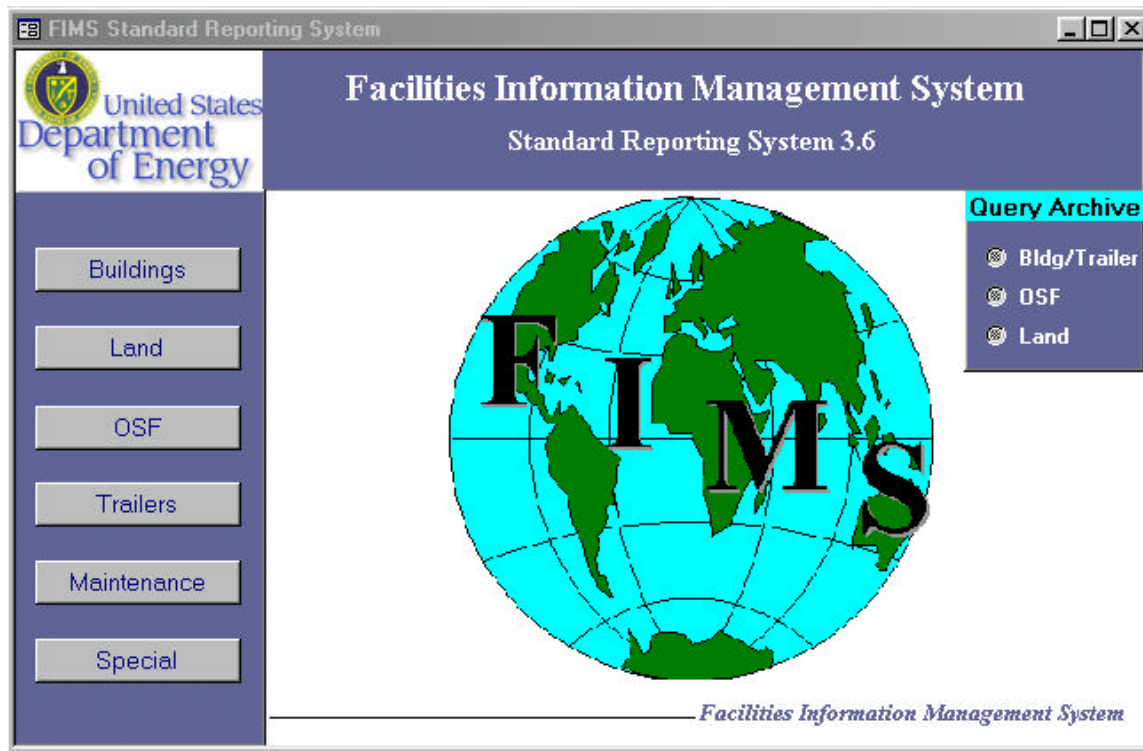 FIMS Standard Reporting System
United States
Department
of Energy
Facilities Information Management System
Standard Reporting System 3.6
Buildings
Land
OSF
Trailers
Maintenance
Special
FIMS
Query Archive
Bldg/Trailer
OSF
Land
Facilities Information Management System